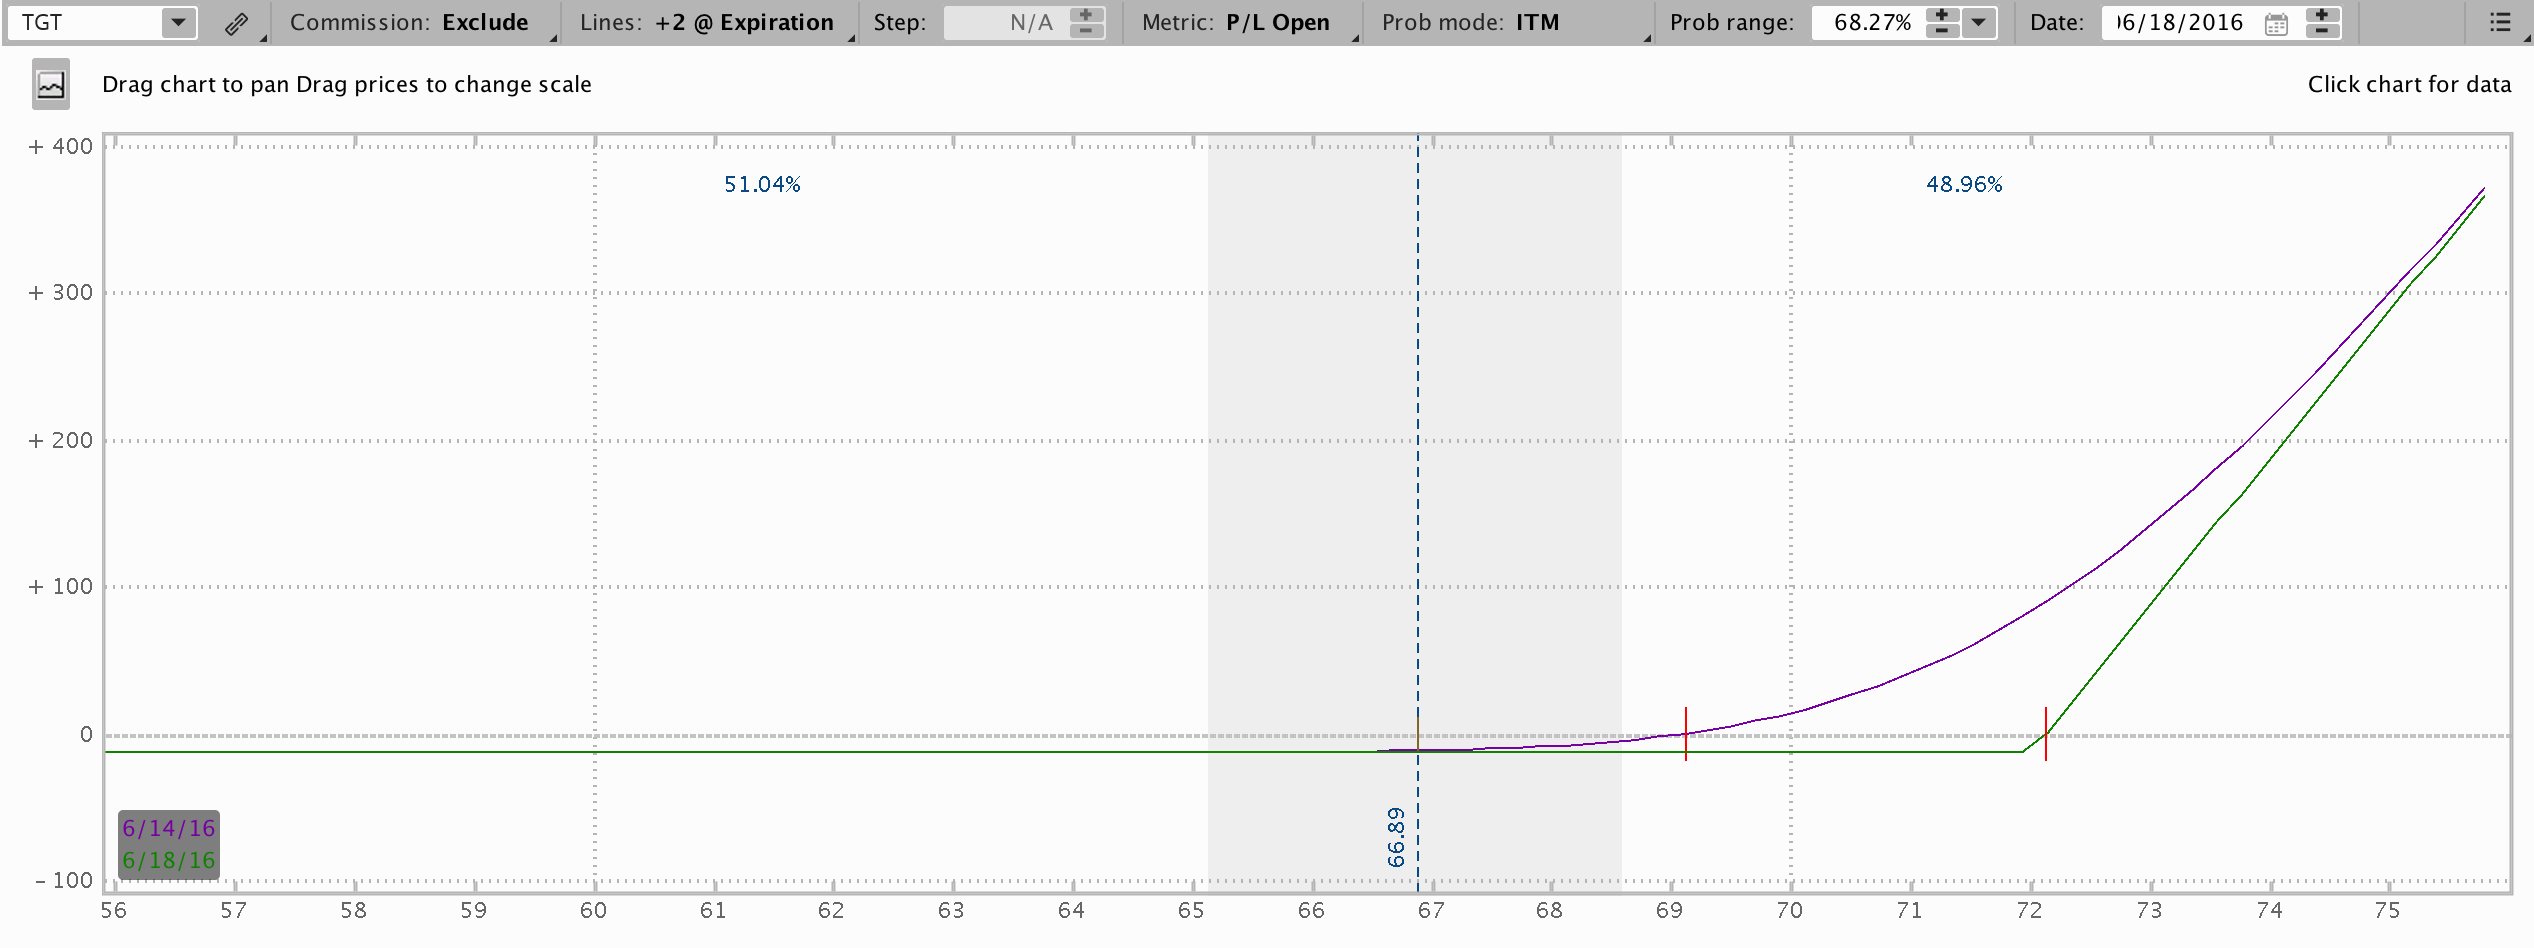 TGT Commission: Exclude Lines: +2 @ Expiration Step: N/A Metric: P/L Open Prob mode: ITM Prob range: 68.27% Date: 06/18/2016
Drag chart to pan Drag prices to change scale
Click chart for data
+ 400
51.04%
48.96%
+ 300
+ 200
+ 100
0
66.89
6/14/16
6/18/16
- 100
56 57 58 59 60 61 62 63 64 65 66 67 68 69 70 71 72 73 74 75